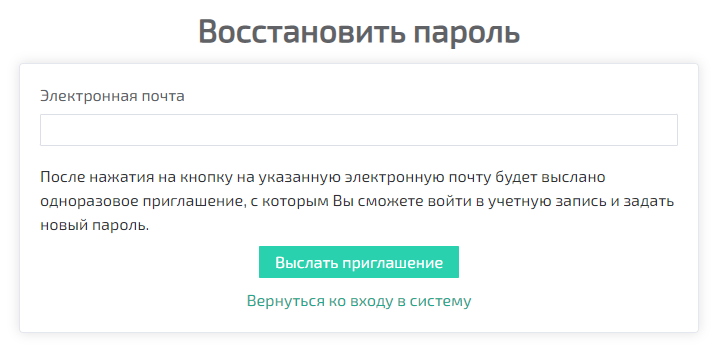 Восстановить пароль
Электронная почта
После нажатия на кнопку на указанную электронную почту будет выслано
одноразовое приглашение, с которым Вы сможете войти в учетную запись и задать
новый пароль.
Выслать приглашение
Вернуться ко входу в систему